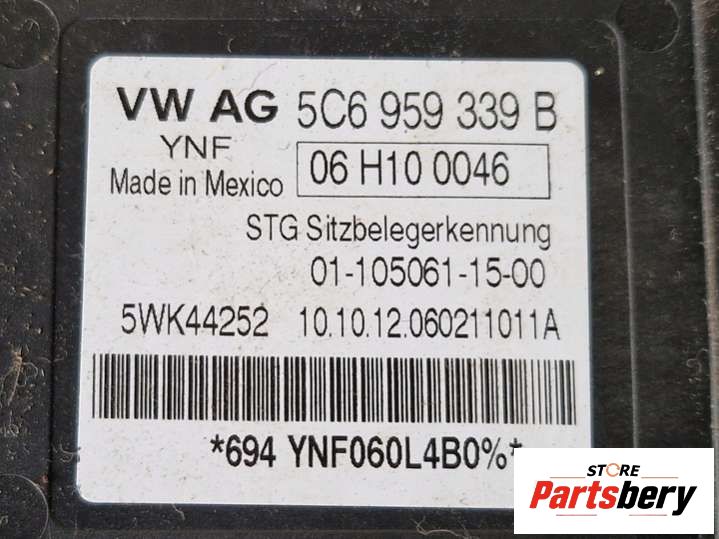 VW AG 5C6 959 339 B
YNF 06 H10 0046
Made in Mexico
STG Sitzbelegerkennung
01-105061-15-00
5WK44252 10.10.12.060211011A
*694 YNF060L4B0%*
STORE
Partsbery